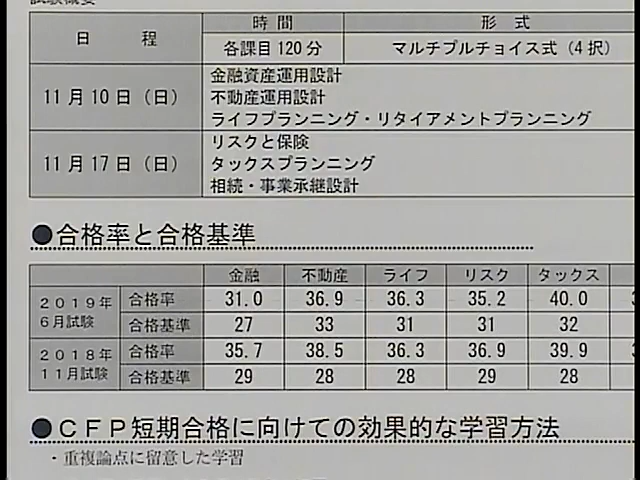 試験概要
日 程 時 間 形 式
各課目120分 マルチプルチョイス式（4択）
11月10日（日） 金融資産運用設計
不動産運用設計
ライフプランニング・リタイアメントプランニング
11月17日（日） リスクと保険
タックスプランニング
相続・事業承継設計
●合格率と合格基準
金融 不動産 ライフ リスク タックス
２０１９年 合格率 31.0 36.9 36.3 35.2 40.0
６月試験 合格基準 27 33 31 31 32
２０１８年 合格率 35.7 38.5 36.3 36.9 39.9
１１月試験 合格基準 29 28 28 29 28
●ＣＦＰ短期合格に向けての効果的な学習方法
・重複論点に留意した学習